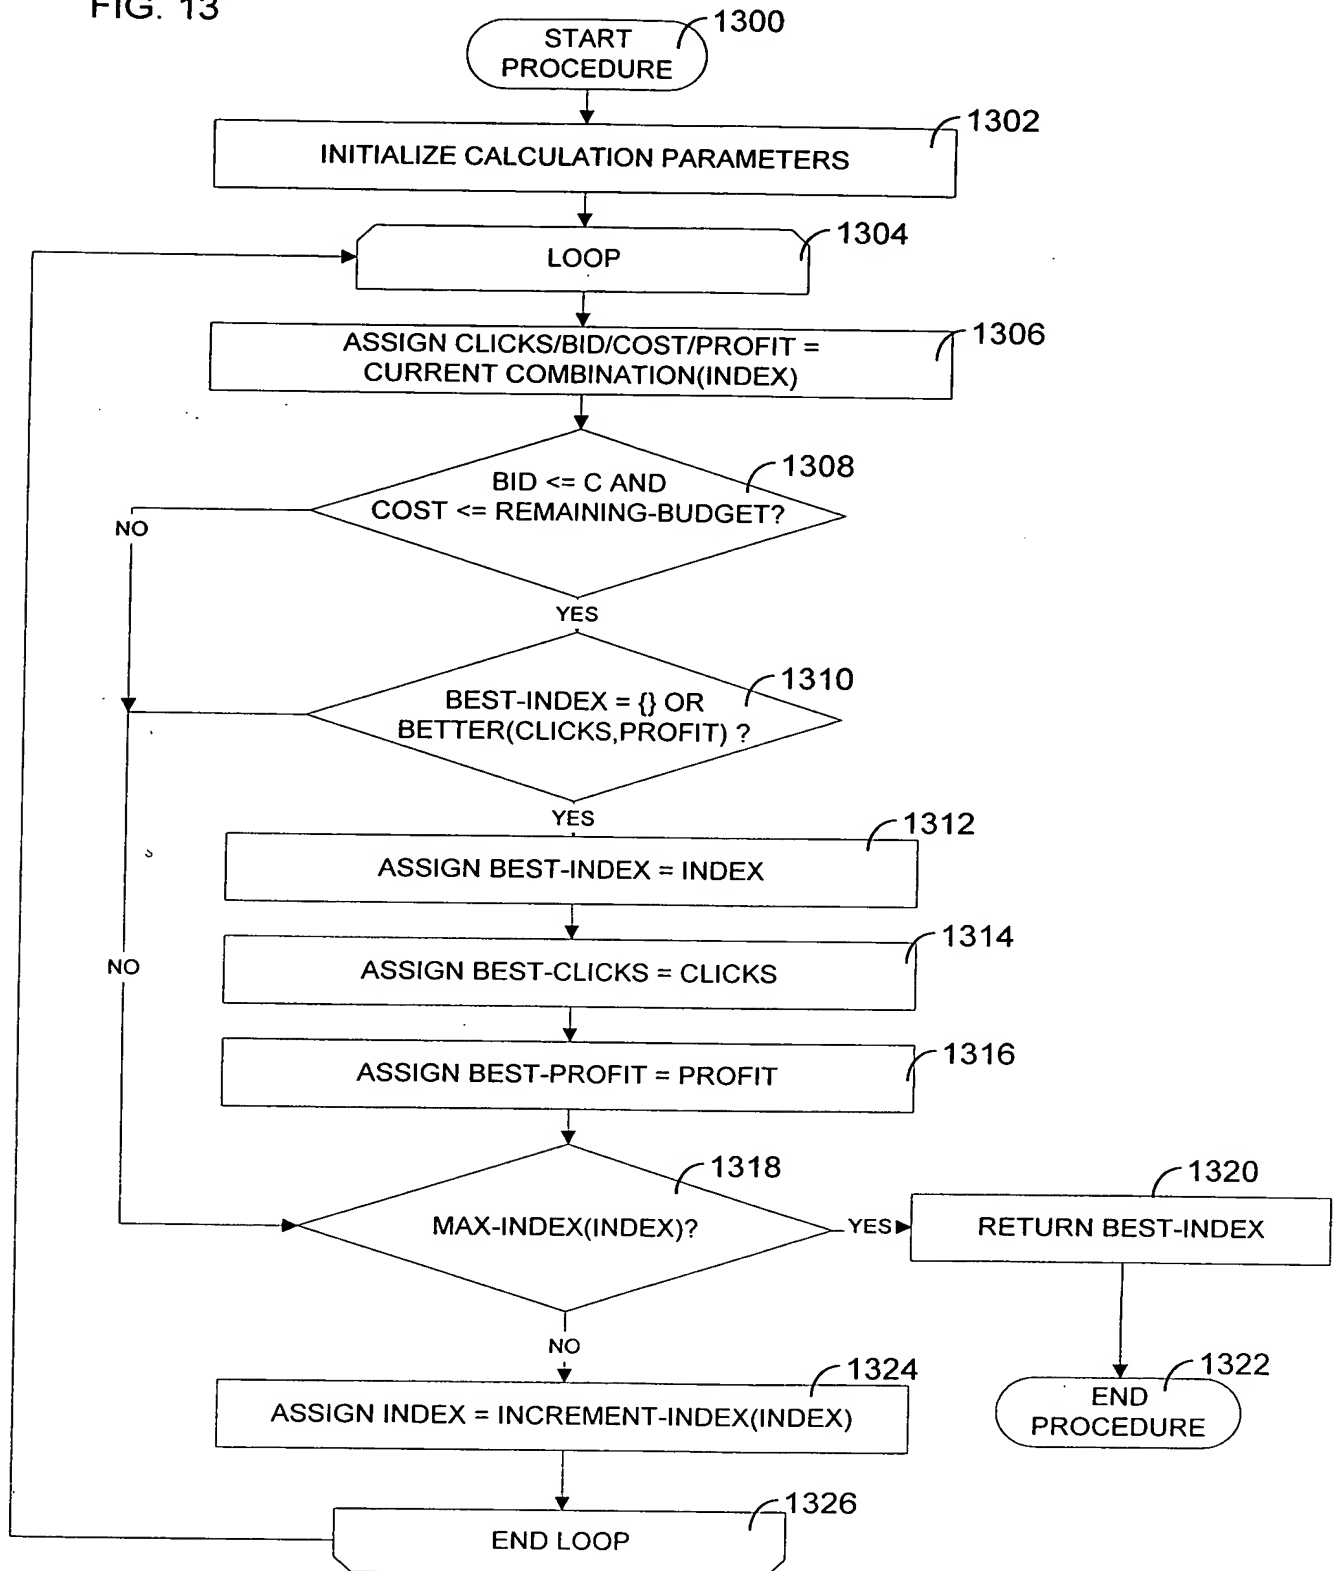 FIG. 13
1300
START
PROCEDURE
1302
INITIALIZE CALCULATION PARAMETERS
1304
LOOP
1306
ASSIGN CLICKS/BID/COST/PROFIT =
CURRENT COMBINATION(INDEX)
1308
BID <= C AND
COST <= REMAINING-BUDGET?
NO
YES
1310
BEST-INDEX = {} OR
BETTER(CLICKS,PROFIT) ?
YES
1312
ASSIGN BEST-INDEX = INDEX
1314
ASSIGN BEST-CLICKS = CLICKS
NO
1316
ASSIGN BEST-PROFIT = PROFIT
1318
MAX-INDEX(INDEX)?
YES
1320
RETURN BEST-INDEX
NO
1322
END
PROCEDURE
1324
ASSIGN INDEX = INCREMENT-INDEX(INDEX)
1326
END LOOP